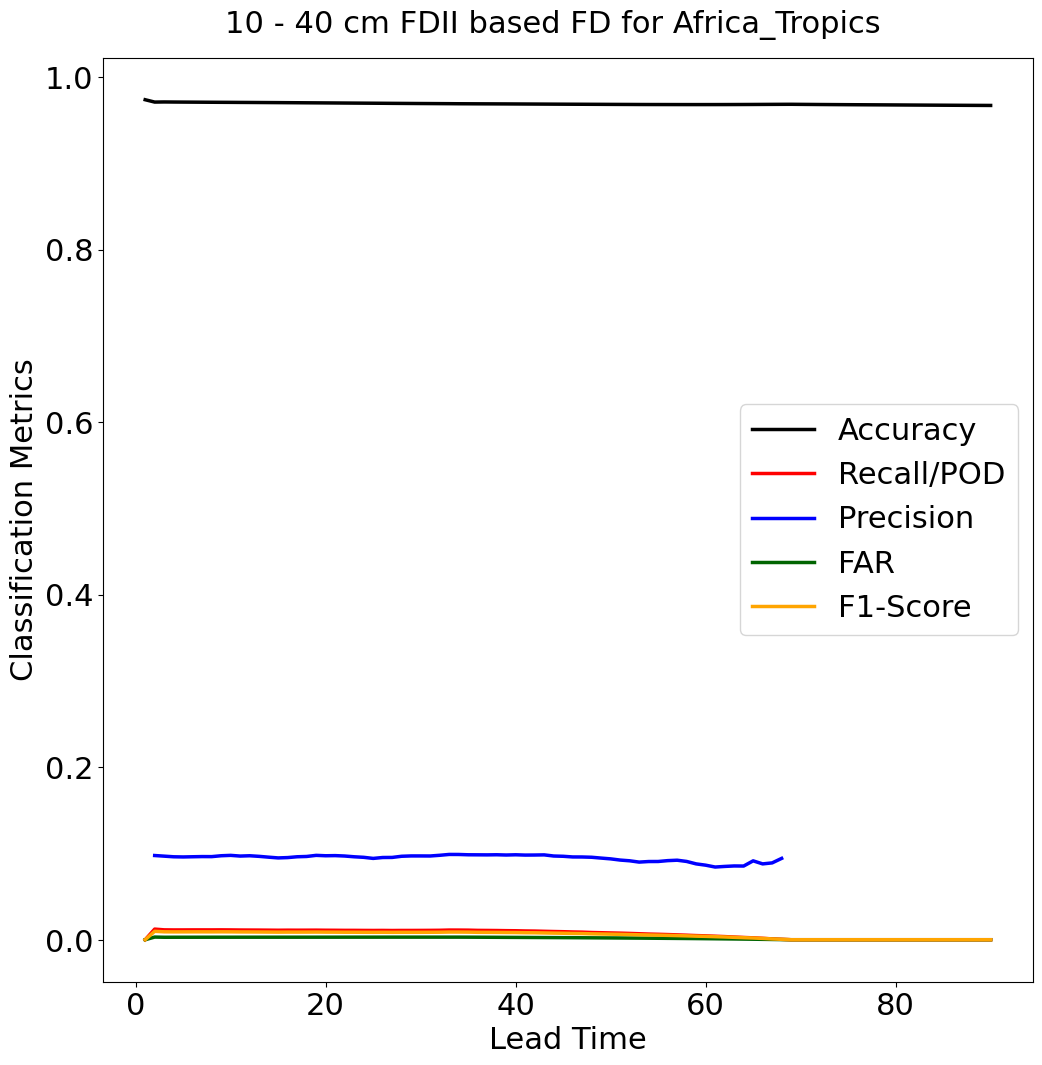 10 - 40 cm FDII based FD for Africa_Tropics
1.0
0.8
0.6
0.4
0.2
0.0
Classification Metrics
Accuracy
Recall/POD
Precision
FAR
F1-Score
0 20 40 60 80
Lead Time